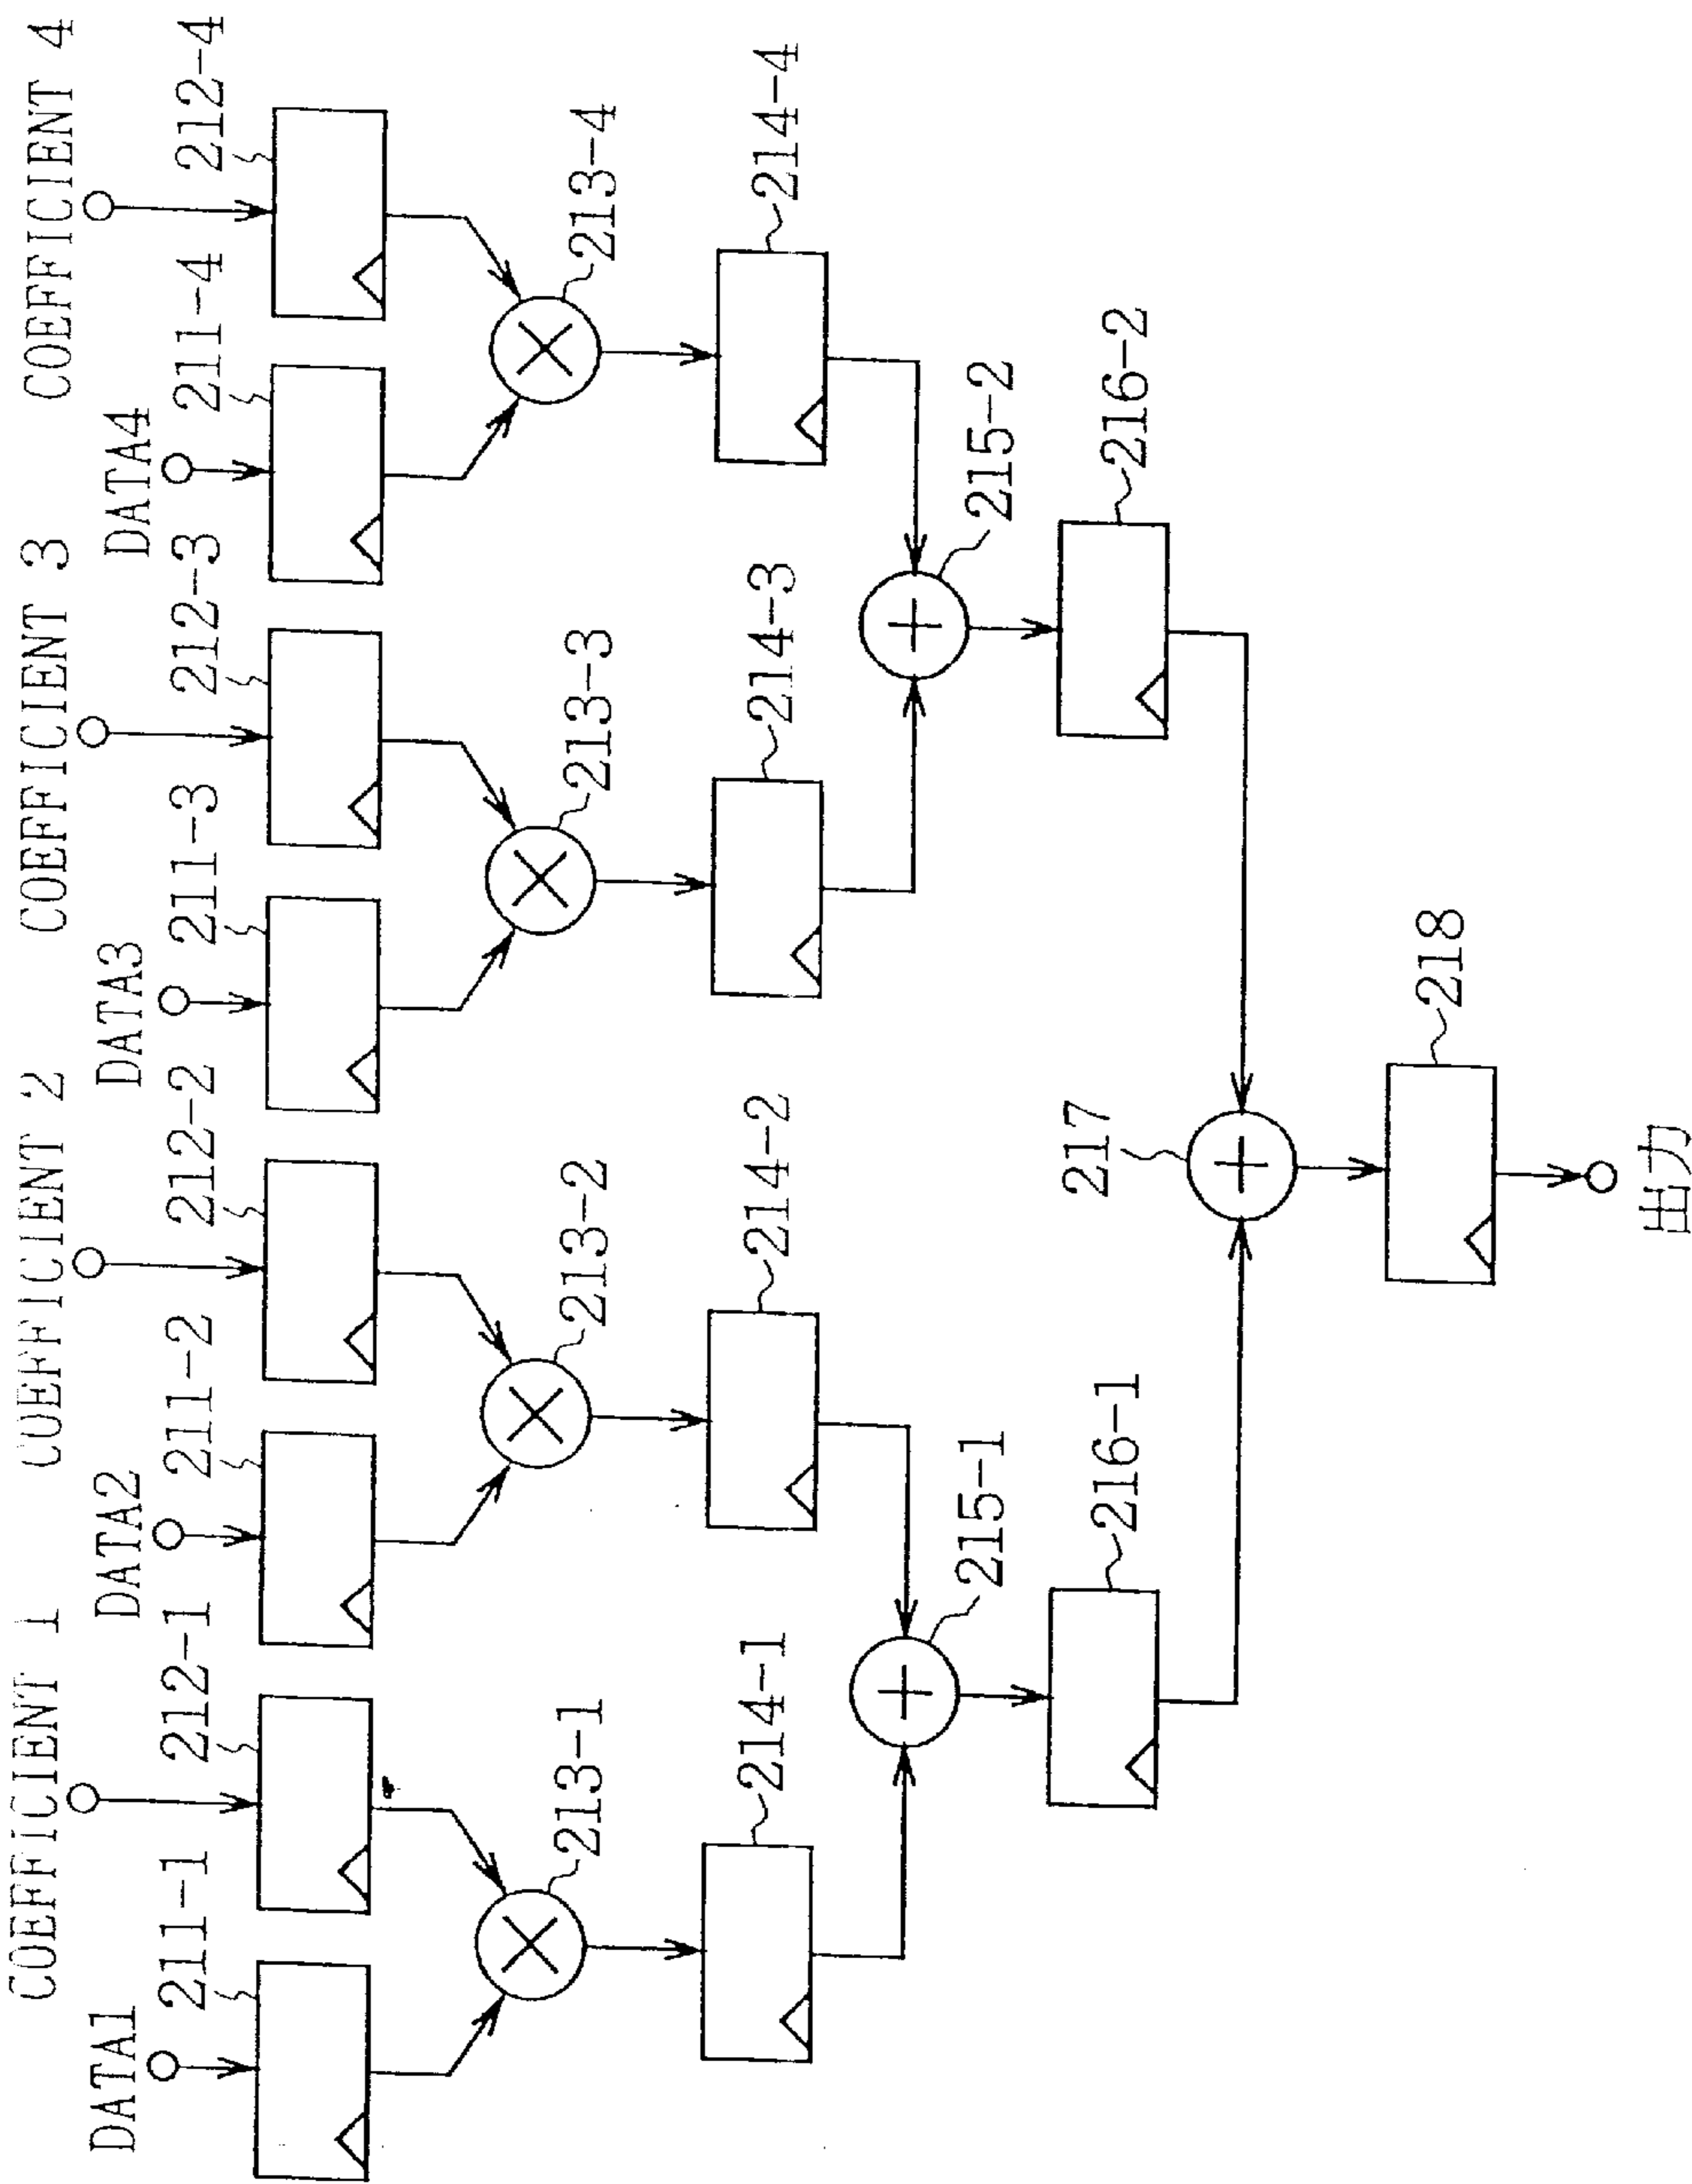 COEFFICIENT 1
COEFFICIENT 2
COEFFICIENT 3
COEFFICIENT 4
DATA1
DATA2
DATA3
DATA4
211-1
212-1
211-2
212-2
211-3
212-3
211-4
212-4
213-1
213-2
213-3
213-4
214-1
214-2
214-3
214-4
215-1
215-2
216-1
216-2
217
218
出力